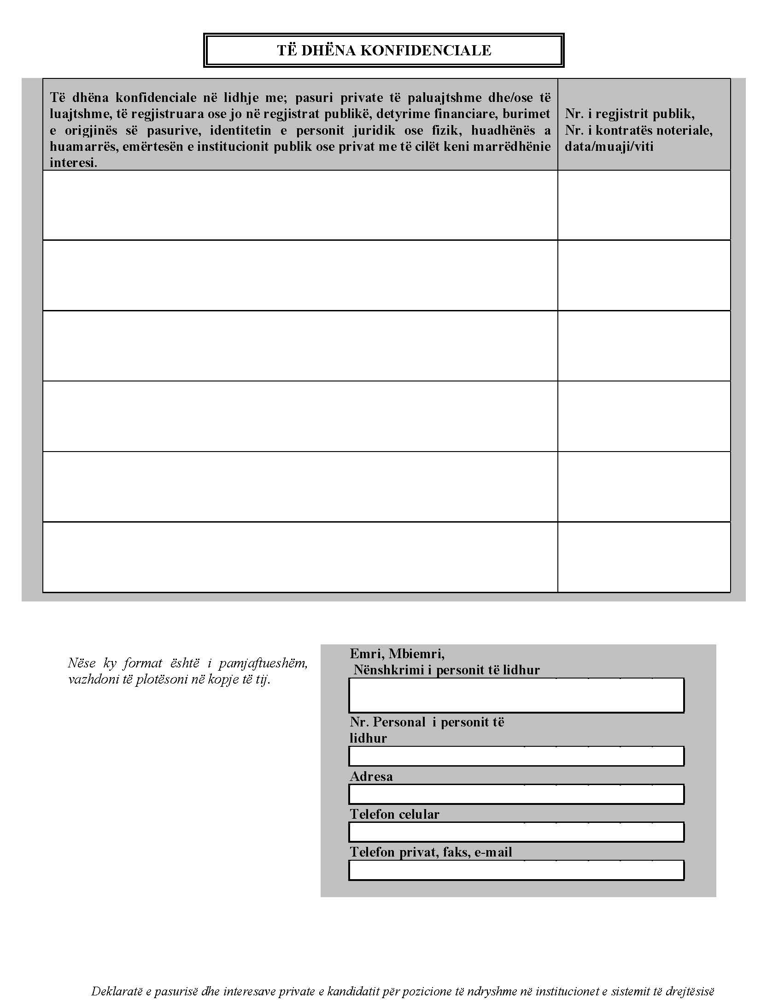 TË DHËNA KONFIDENCIALE
Të dhëna konfidenciale në lidhje me; pasuri private të paluajtshme dhe/ose të
luajtshme, të regjistruara ose jo në regjistrat publikë, detyrime financiare, burimet
e origjinës së pasurive, identitetin e personit juridik ose fizik, huadhënës a
huamarrës, emërtesën e institucionit publik ose privat me të cilët keni marrëdhënie
interesi.
Nr. i regjistrit publik,
Nr. i kontratës noteriale,
data/muaji/viti
Nëse ky format është i pamjaftueshëm,
vazhdoni të plotësoni në kopje të tij.
Emri, Mbiemri,
Nënshkrimi i personit të lidhur
Nr. Personal i personit të
lidhur
Adresa
Telefon celular
Telefon privat, faks, e-mail
Deklaratë e pasurisë dhe interesave private e kandidatit për pozicione të ndryshme në institucionet e sistemit të drejtësisë